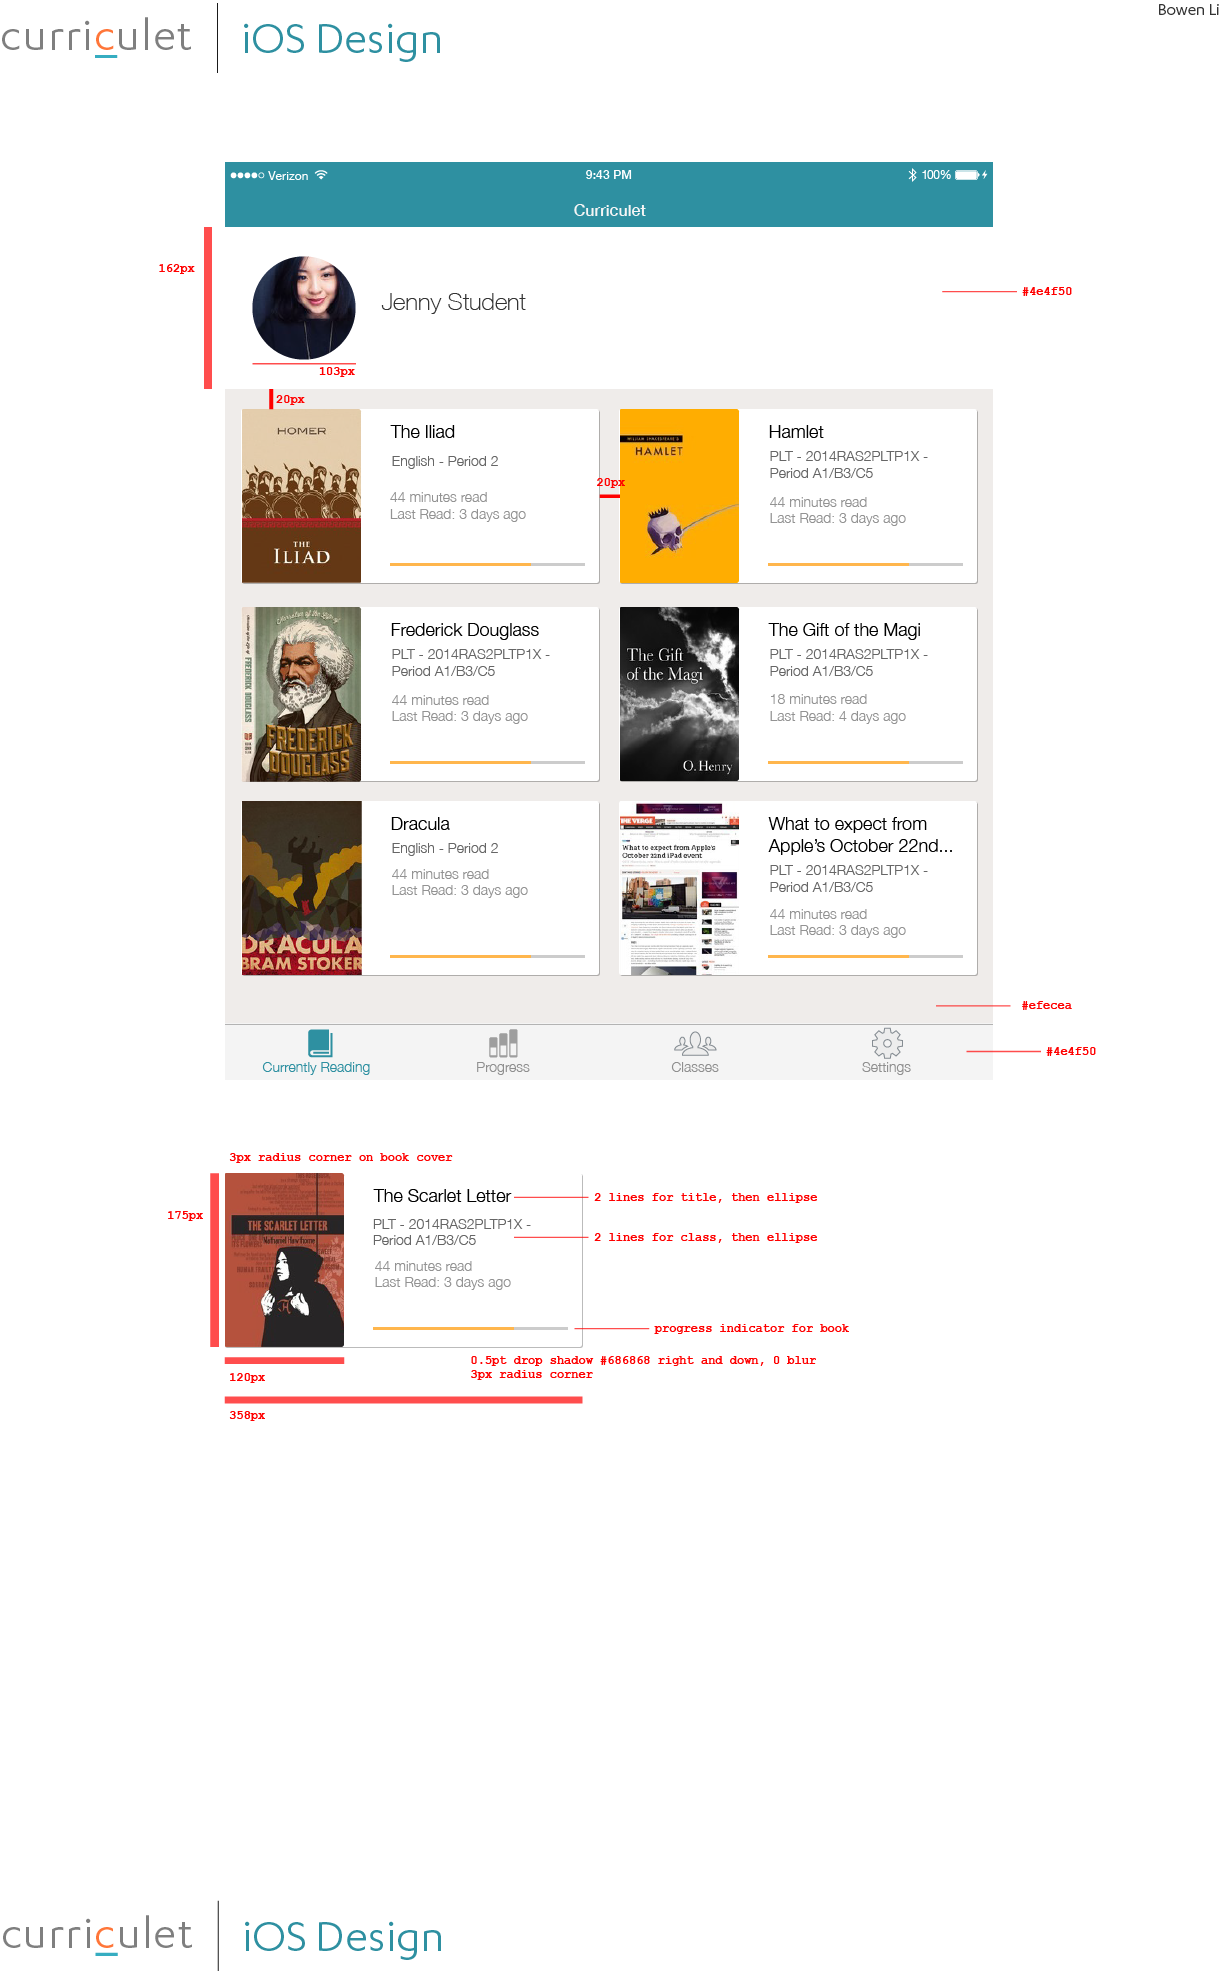 curriculet
iOS Design
Bowen Li
Verizon
9:43 PM
100%
Curriculet
162px
Jenny Student
#4e4f50
103px
20px
HOMER
THE
ILIAD
The Iliad
English - Period 2
44 minutes read
Last Read: 3 days ago
20px
WILLIAM SHAKESPEARE'S
HAMLET
Hamlet
PLT - 2014RAS2PLTP1X -
Period A1/B3/C5
44 minutes read
Last Read: 3 days ago
FREDERICK DOUGLASS
FREDERICK
DOUGLASS
Frederick Douglass
PLT - 2014RAS2PLTP1X -
Period A1/B3/C5
44 minutes read
Last Read: 3 days ago
The Gift
of the Magi
O. Henry
The Gift of the Magi
PLT - 2014RAS2PLTP1X -
Period A1/B3/C5
18 minutes read
Last Read: 4 days ago
DRACULA
BRAM STOKER
Dracula
English - Period 2
44 minutes read
Last Read: 3 days ago
THE VERGE
What to expect from Apple's
October 22nd iPad event
What to expect from
Apple's October 22nd...
PLT - 2014RAS2PLTP1X -
Period A1/B3/C5
44 minutes read
Last Read: 3 days ago
#efecea
Currently Reading
Progress
Classes
Settings
#4e4f50
3px radius corner on book cover
175px
THE SCARLET LETTER
Nathaniel Hawthorne
The Scarlet Letter
2 lines for title, then ellipse
PLT - 2014RAS2PLTP1X -
Period A1/B3/C5
2 lines for class, then ellipse
44 minutes read
Last Read: 3 days ago
progress indicator for book
0.5pt drop shadow #686868 right and down, 0 blur
3px radius corner
120px
358px
curriculet
iOS Design